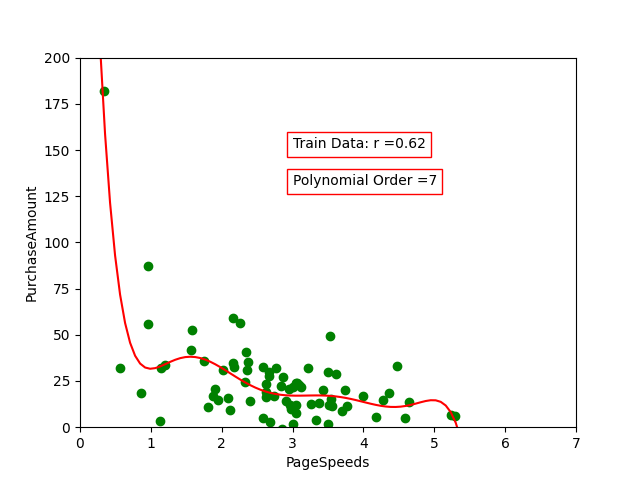 200
175
150
125
100
75
50
25
0
PurchaseAmount
Train Data: r =0.62
Polynomial Order =7
0 1 2 3 4 5 6 7
PageSpeeds